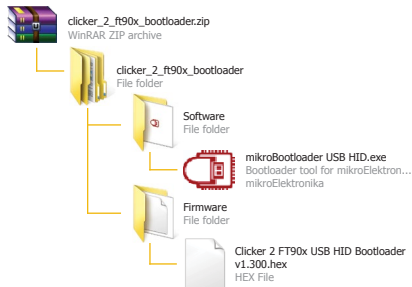 clicker_2_ft90x_bootloader.zip
WinRAR ZIP archive
clicker_2_ft90x_bootloader
File folder
Software
File folder
mikroBootloader USB HID.exe
Bootloader tool for mikroElektron...
mikroElektronika
Firmware
File folder
Clicker 2 FT90x USB HID Bootloader
v1.300.hex
HEX File